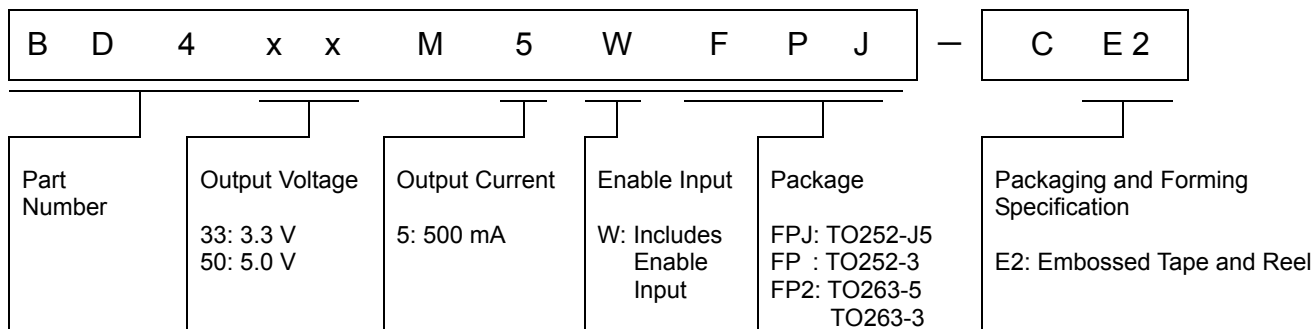 B D 4 x x M 5 W F P J – C E 2
Part Number
Output Voltage
33: 3.3 V
50: 5.0 V
Output Current
5: 500 mA
Enable Input
W: Includes
Enable
Input
Package
FPJ: TO252-J5
FP : TO252-3
FP2: TO263-5
TO263-3
Packaging and Forming
Specification
E2: Embossed Tape and Reel